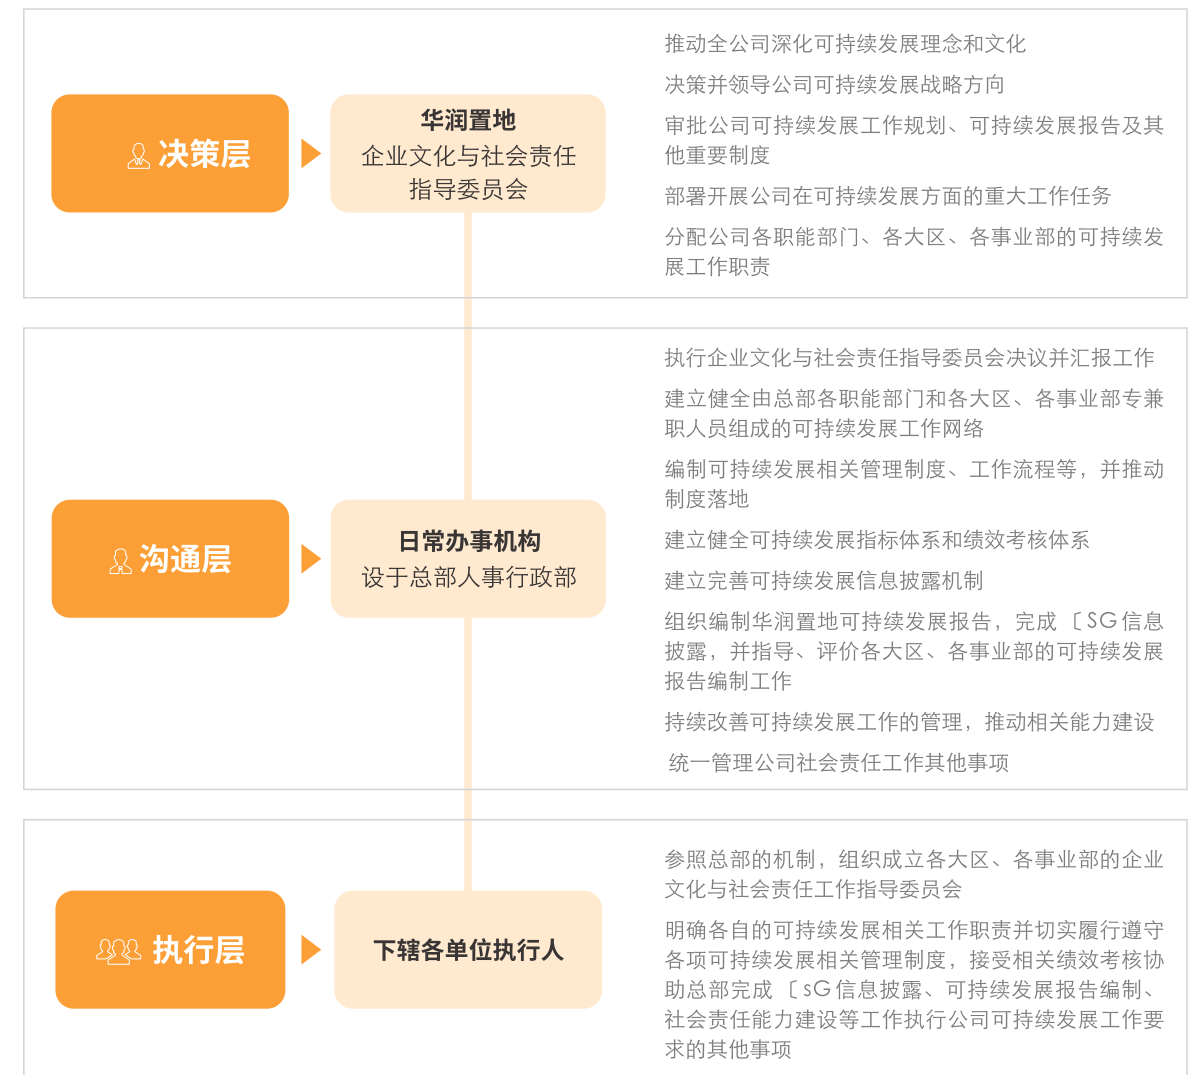 决策层
华润置地
企业文化与社会责任
指导委员会
推动全公司深化可持续发展理念和文化
决策并领导公司可持续发展战略方向
审批公司可持续发展工作规划、可持续发展报告及其
他重要制度
部署开展公司在可持续发展方面的重大工作任务
分配公司各职能部门、各大区、各事业部的可持续发
展工作职责
沟通层
日常办事机构
设于总部人事行政部
执行企业文化与社会责任指导委员会决议并汇报工作
建立健全由总部各职能部门和各大区、各事业部专兼
职人员组成的可持续发展工作网络
编制可持续发展相关管理制度、工作流程等，并推动
制度落地
建立健全可持续发展指标体系和绩效考核体系
建立完善可持续发展信息披露机制
组织编制华润置地可持续发展报告，完成〔SG信息
披露，并指导、评价各大区、各事业部的可持续发展
报告编制工作
持续改善可持续发展工作的管理，推动相关能力建设
统一管理公司社会责任工作其他事项
执行层
下辖各单位执行人
参照总部的机制，组织成立各大区、各事业部的企业
文化与社会责任工作指导委员会
明确各自的可持续发展相关工作职责并切实履行遵守
各项可持续发展相关管理制度，接受相关绩效考核协
助总部完成〔sG信息披露、可持续发展报告编制、
社会责任能力建设等工作执行公司可持续发展工作要
求的其他事项